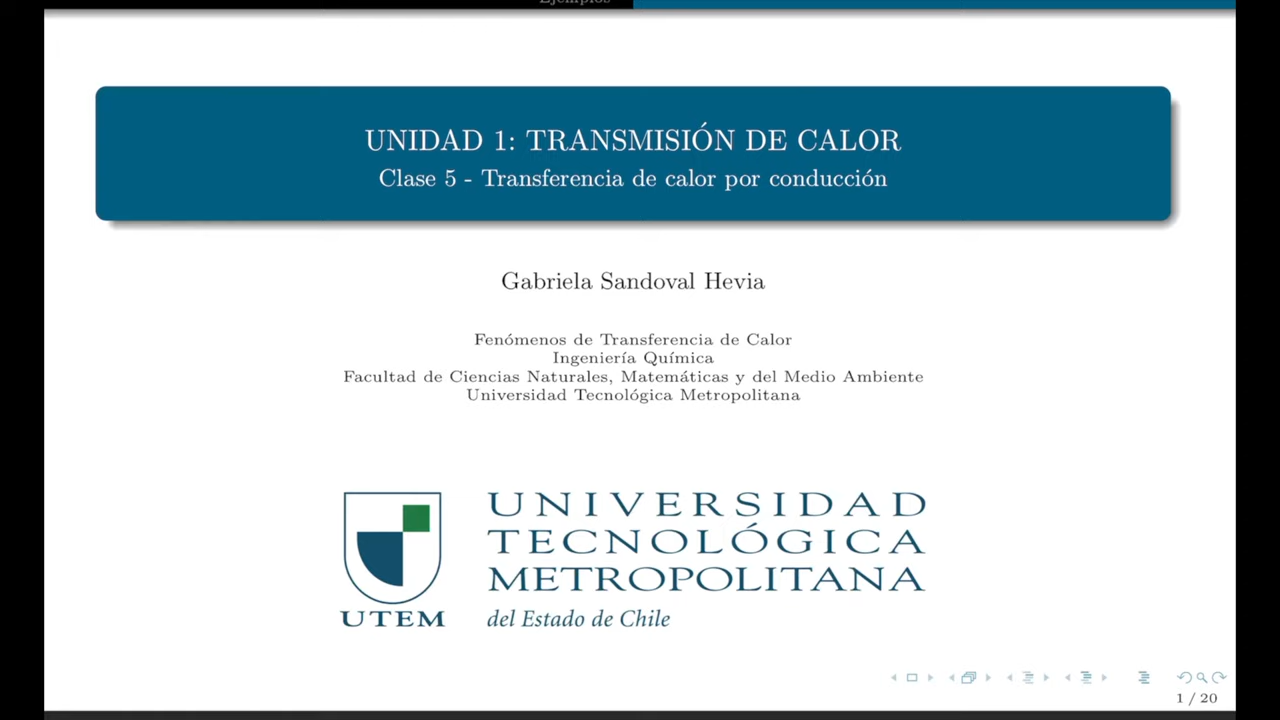 Ejemplos
UNIDAD 1: TRANSMISIÓN DE CALOR
Clase 5 - Transferencia de calor por conducción
Gabriela Sandoval Hevia
Fenómenos de Transferencia de Calor
Ingeniería Química
Facultad de Ciencias Naturales, Matemáticas y del Medio Ambiente
Universidad Tecnológica Metropolitana
UNIVERSIDAD
TECNOLÓGICA
METROPOLITANA
UTEM
del Estado de Chile
1 / 20